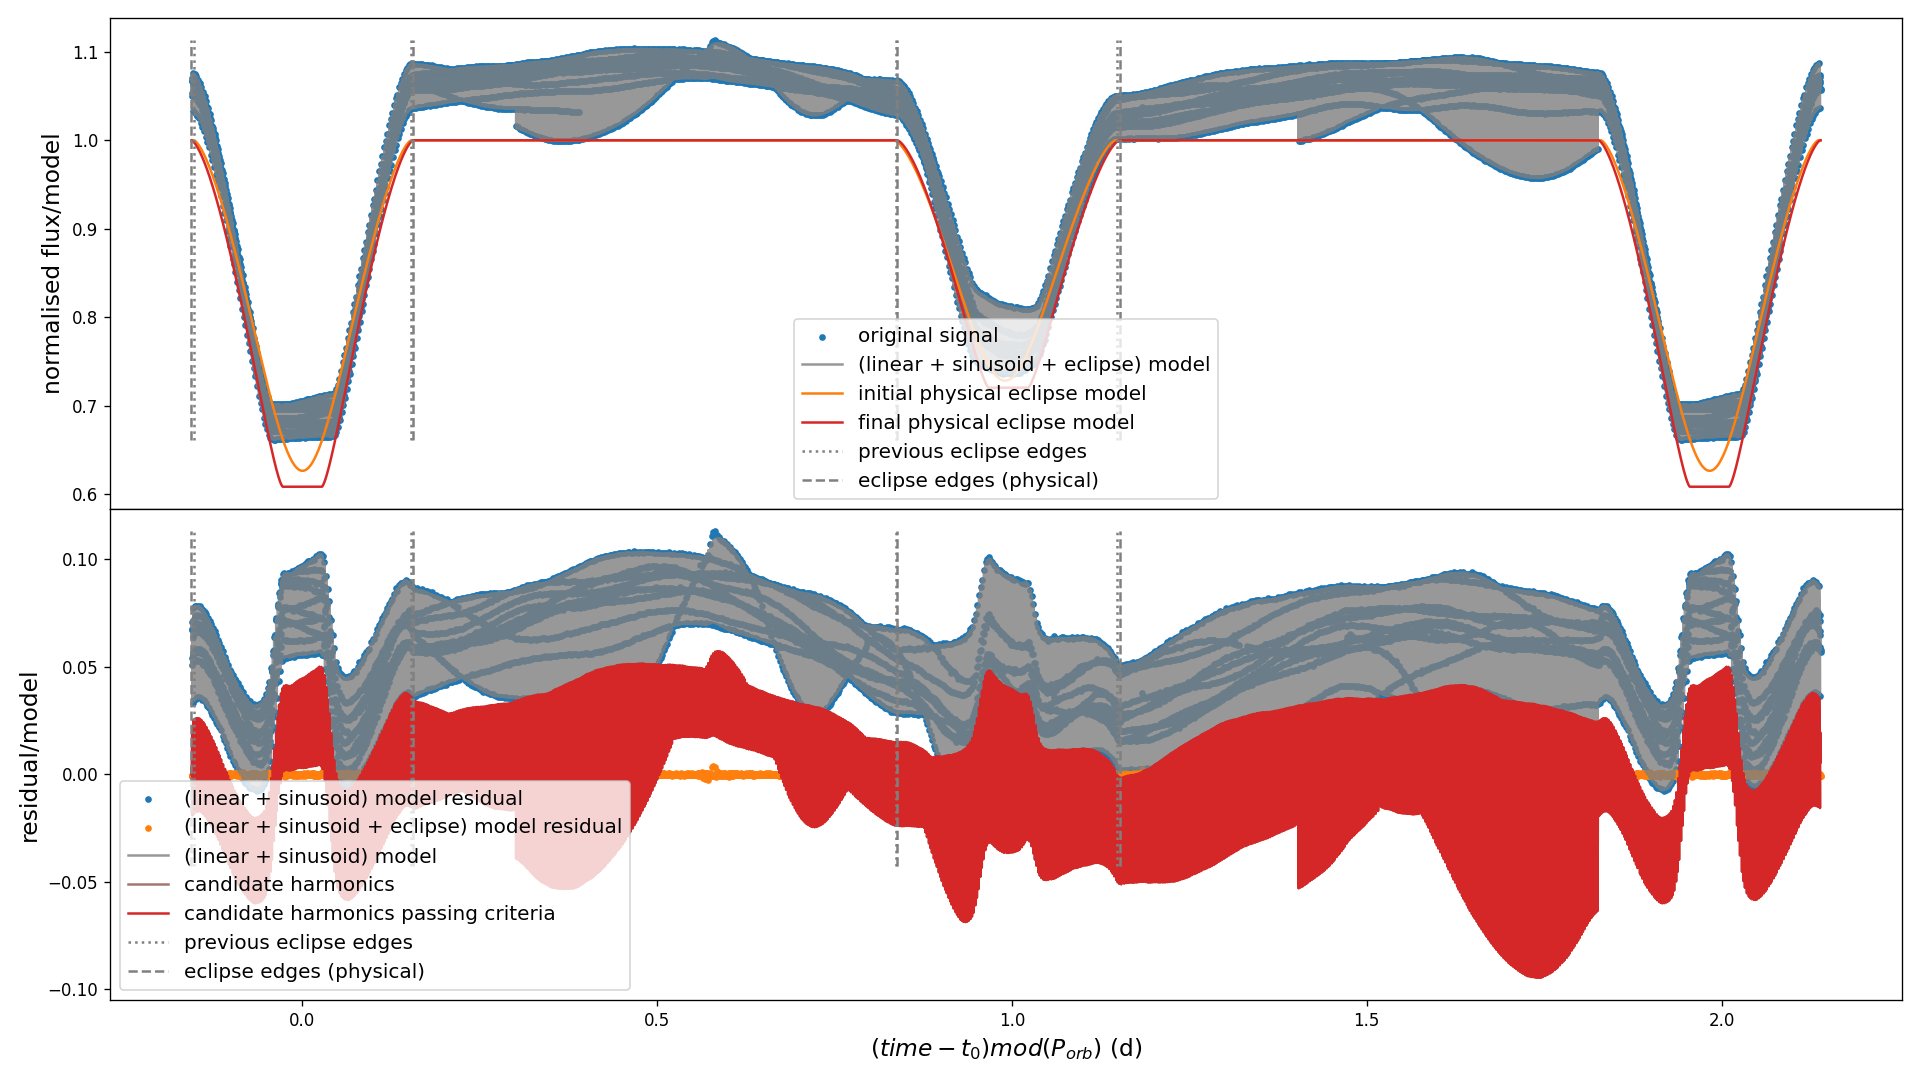 normalised flux/model
1.1
1.0
0.9
0.8
0.7
0.6
original signal
(linear + sinusoid + eclipse) model
initial physical eclipse model
final physical eclipse model
previous eclipse edges
eclipse edges (physical)
residual/model
0.10
0.05
0.00
−0.05
−0.10
(linear + sinusoid) model residual
(linear + sinusoid + eclipse) model residual
(linear + sinusoid) model
candidate harmonics
candidate harmonics passing criteria
previous eclipse edges
eclipse edges (physical)
0.0 0.5 1.0 1.5 2.0
(time − t₀)mod(P_orb) (d)